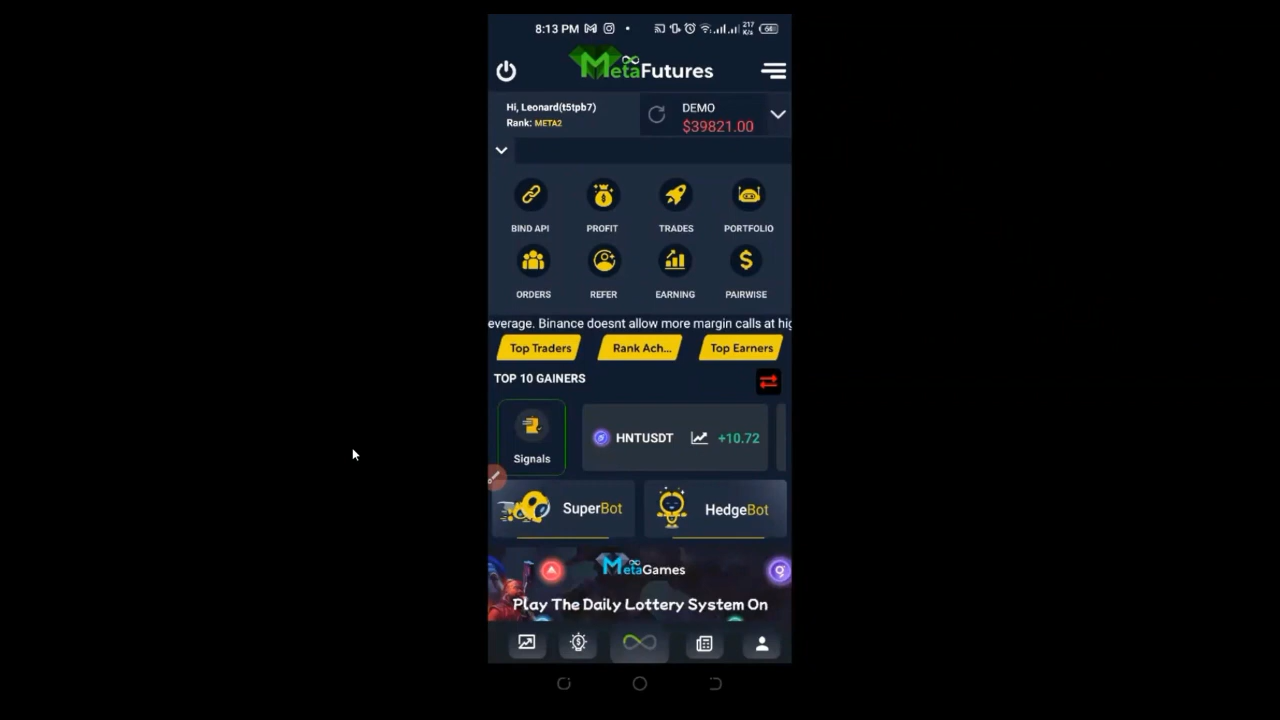 8:13 PM
217 K/s
68
MetaFutures
Hi, Leonard(t5tpb7)
Rank: META2
DEMO
$39821.00
BIND API
PROFIT
TRADES
PORTFOLIO
ORDERS
REFER
EARNING
PAIRWISE
everage. Binance doesnt allow more margin calls at hig
Top Traders
Rank Ach...
Top Earners
TOP 10 GAINERS
Signals
HNTUSDT
+10.72
SuperBot
HedgeBot
MetaGames
Play The Daily Lottery System On